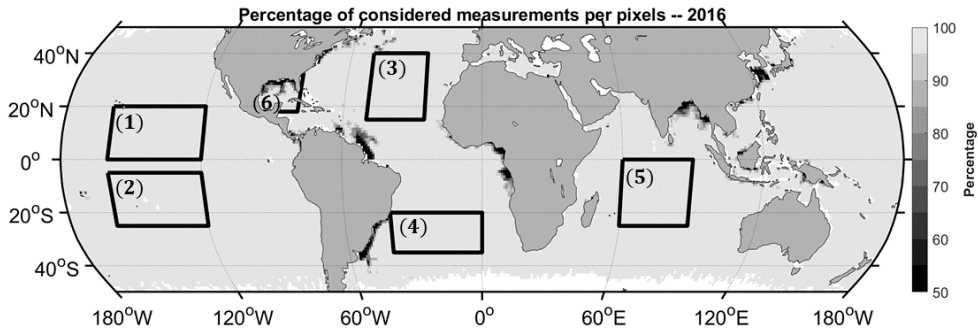 Percentage of considered measurements per pixels -- 2016
40°N
20°N
0°
20°S
40°S
180°W
120°W
60°W
0°
60°E
120°E
180°E
(1)
(2)
(3)
(4)
(5)
(6)
100
90
80
70
60
50
Percentage